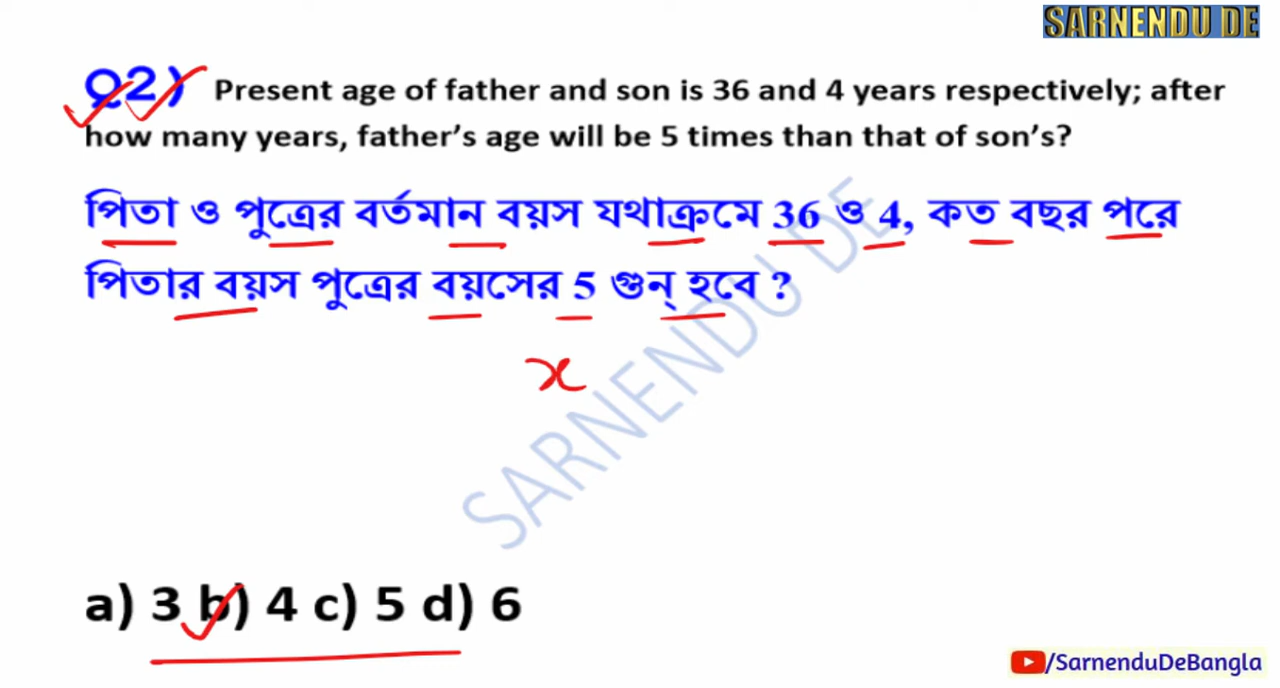 SARNENDU DE
Q2) Present age of father and son is 36 and 4 years respectively; after
how many years, father's age will be 5 times than that of son's?
পিতা ও পুত্রের বর্তমান বয়স যথাক্রমে 36 ও 4, কত বছর পরে
পিতার বয়স পুত্রের বয়সের 5 গুন্ হবে ?
x
SARNENDU DE
a) 3 b) 4 c) 5 d) 6
/SarnenduDeBangla